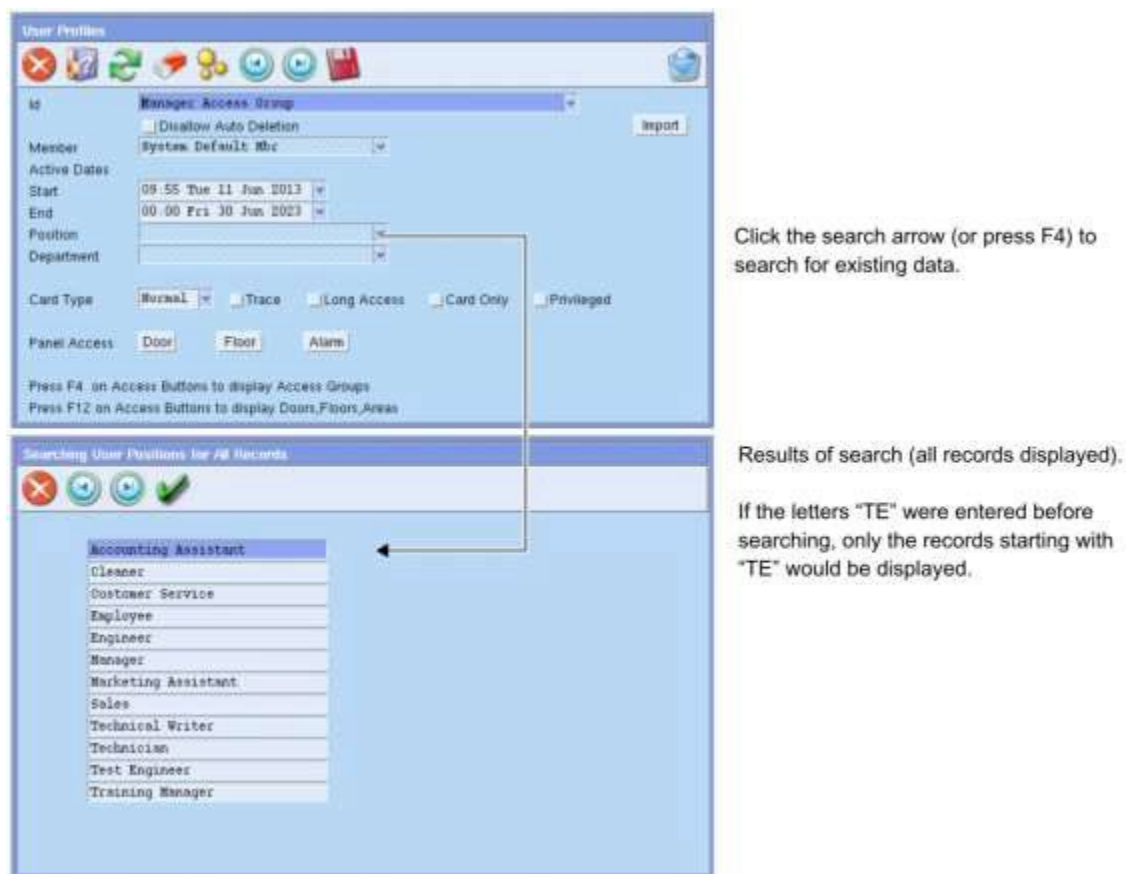 User Profiles
Id Manager Access Group
Disallow Auto Deletion Import
Member System Default Mbr
Active Dates
Start 09:55 Tue 11 Jun 2013
End 00:00 Fri 30 Jun 2023
Position
Department
Card Type Normal Trace Long Access Card Only Privileged
Panel Access Door Floor Alarm
Press F4 on Access Buttons to display Access Groups
Press F12 on Access Buttons to display Doors,Floors,Areas
Click the search arrow (or press F4) to
search for existing data.
Searching User Positions for All Records
Accounting Assistant
Cleaner
Customer Service
Employee
Engineer
Manager
Marketing Assistant
Sales
Technical Writer
Technician
Test Engineer
Training Manager
Results of search (all records displayed).
If the letters “TE” were entered before
searching, only the records starting with
“TE” would be displayed.